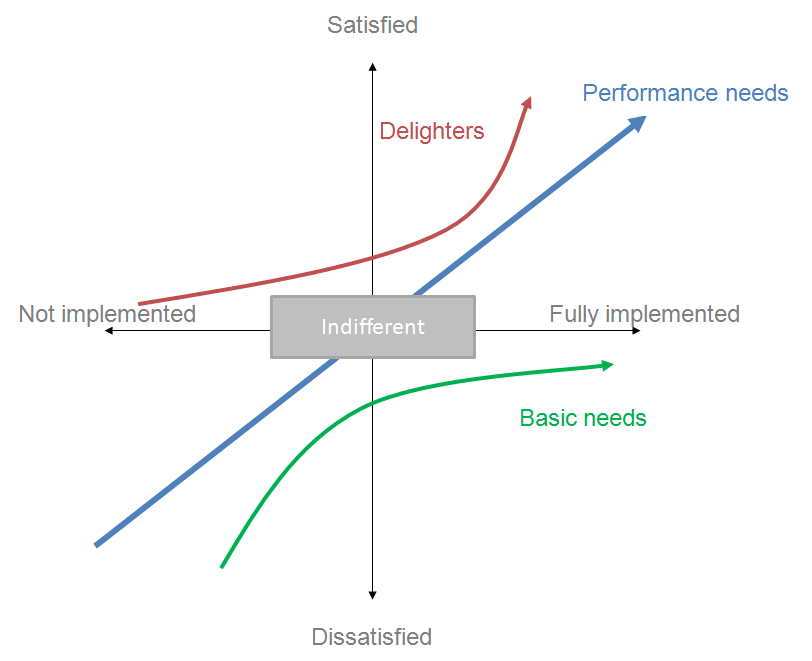 Satisfied
Performance needs
Delighters
Not implemented
Indifferent
Fully implemented
Basic needs
Dissatisfied